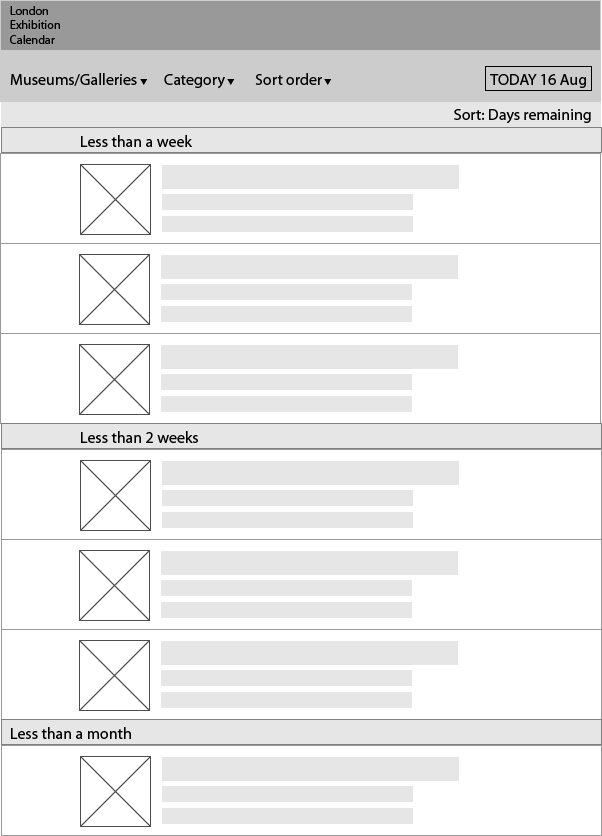 London
Exhibition
Calendar
Museums/Galleries ▾ Category ▾ Sort order ▾ TODAY 16 Aug
Sort: Days remaining
Less than a week
Less than 2 weeks
Less than a month